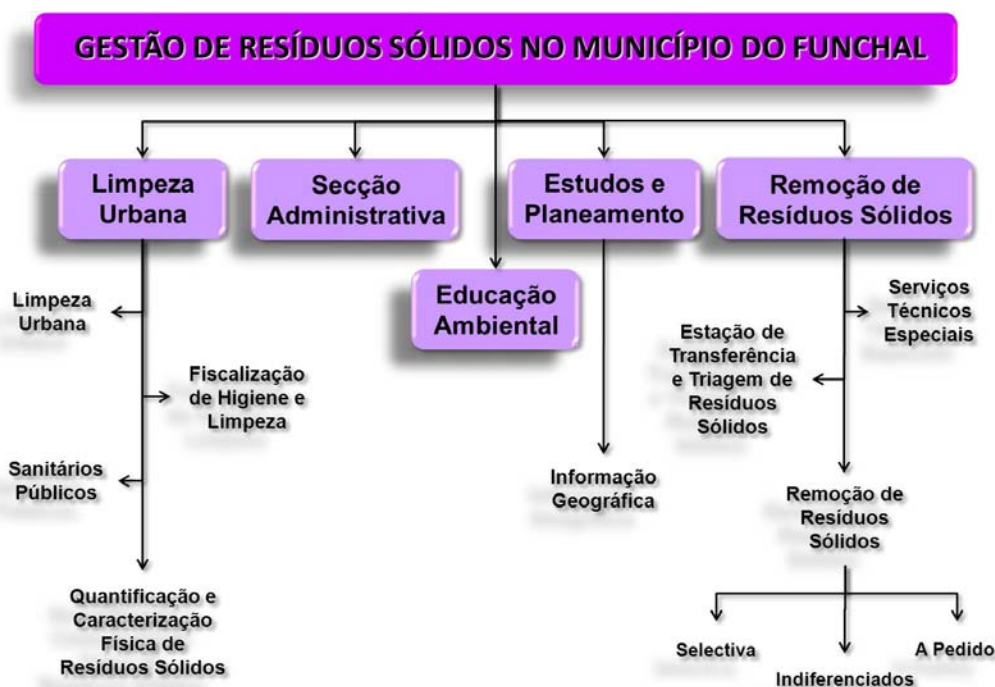 GESTÃO DE RESÍDUOS SÓLIDOS NO MUNICÍPIO DO FUNCHAL
Limpeza
Urbana
Secção
Administrativa
Estudos e
Planeamento
Remoção de
Resíduos Sólidos
Educação
Ambiental
Limpeza
Urbana
Fiscalização
de Higiene e
Limpeza
Sanitários
Públicos
Quantificação e
Caracterização
Física de
Resíduos Sólidos
Informação
Geográfica
Serviços
Técnicos
Especiais
Estação de
Transferência
e Triagem de
Resíduos
Sólidos
Remoção de
Resíduos
Sólidos
Selectiva
Indiferenciados
A Pedido